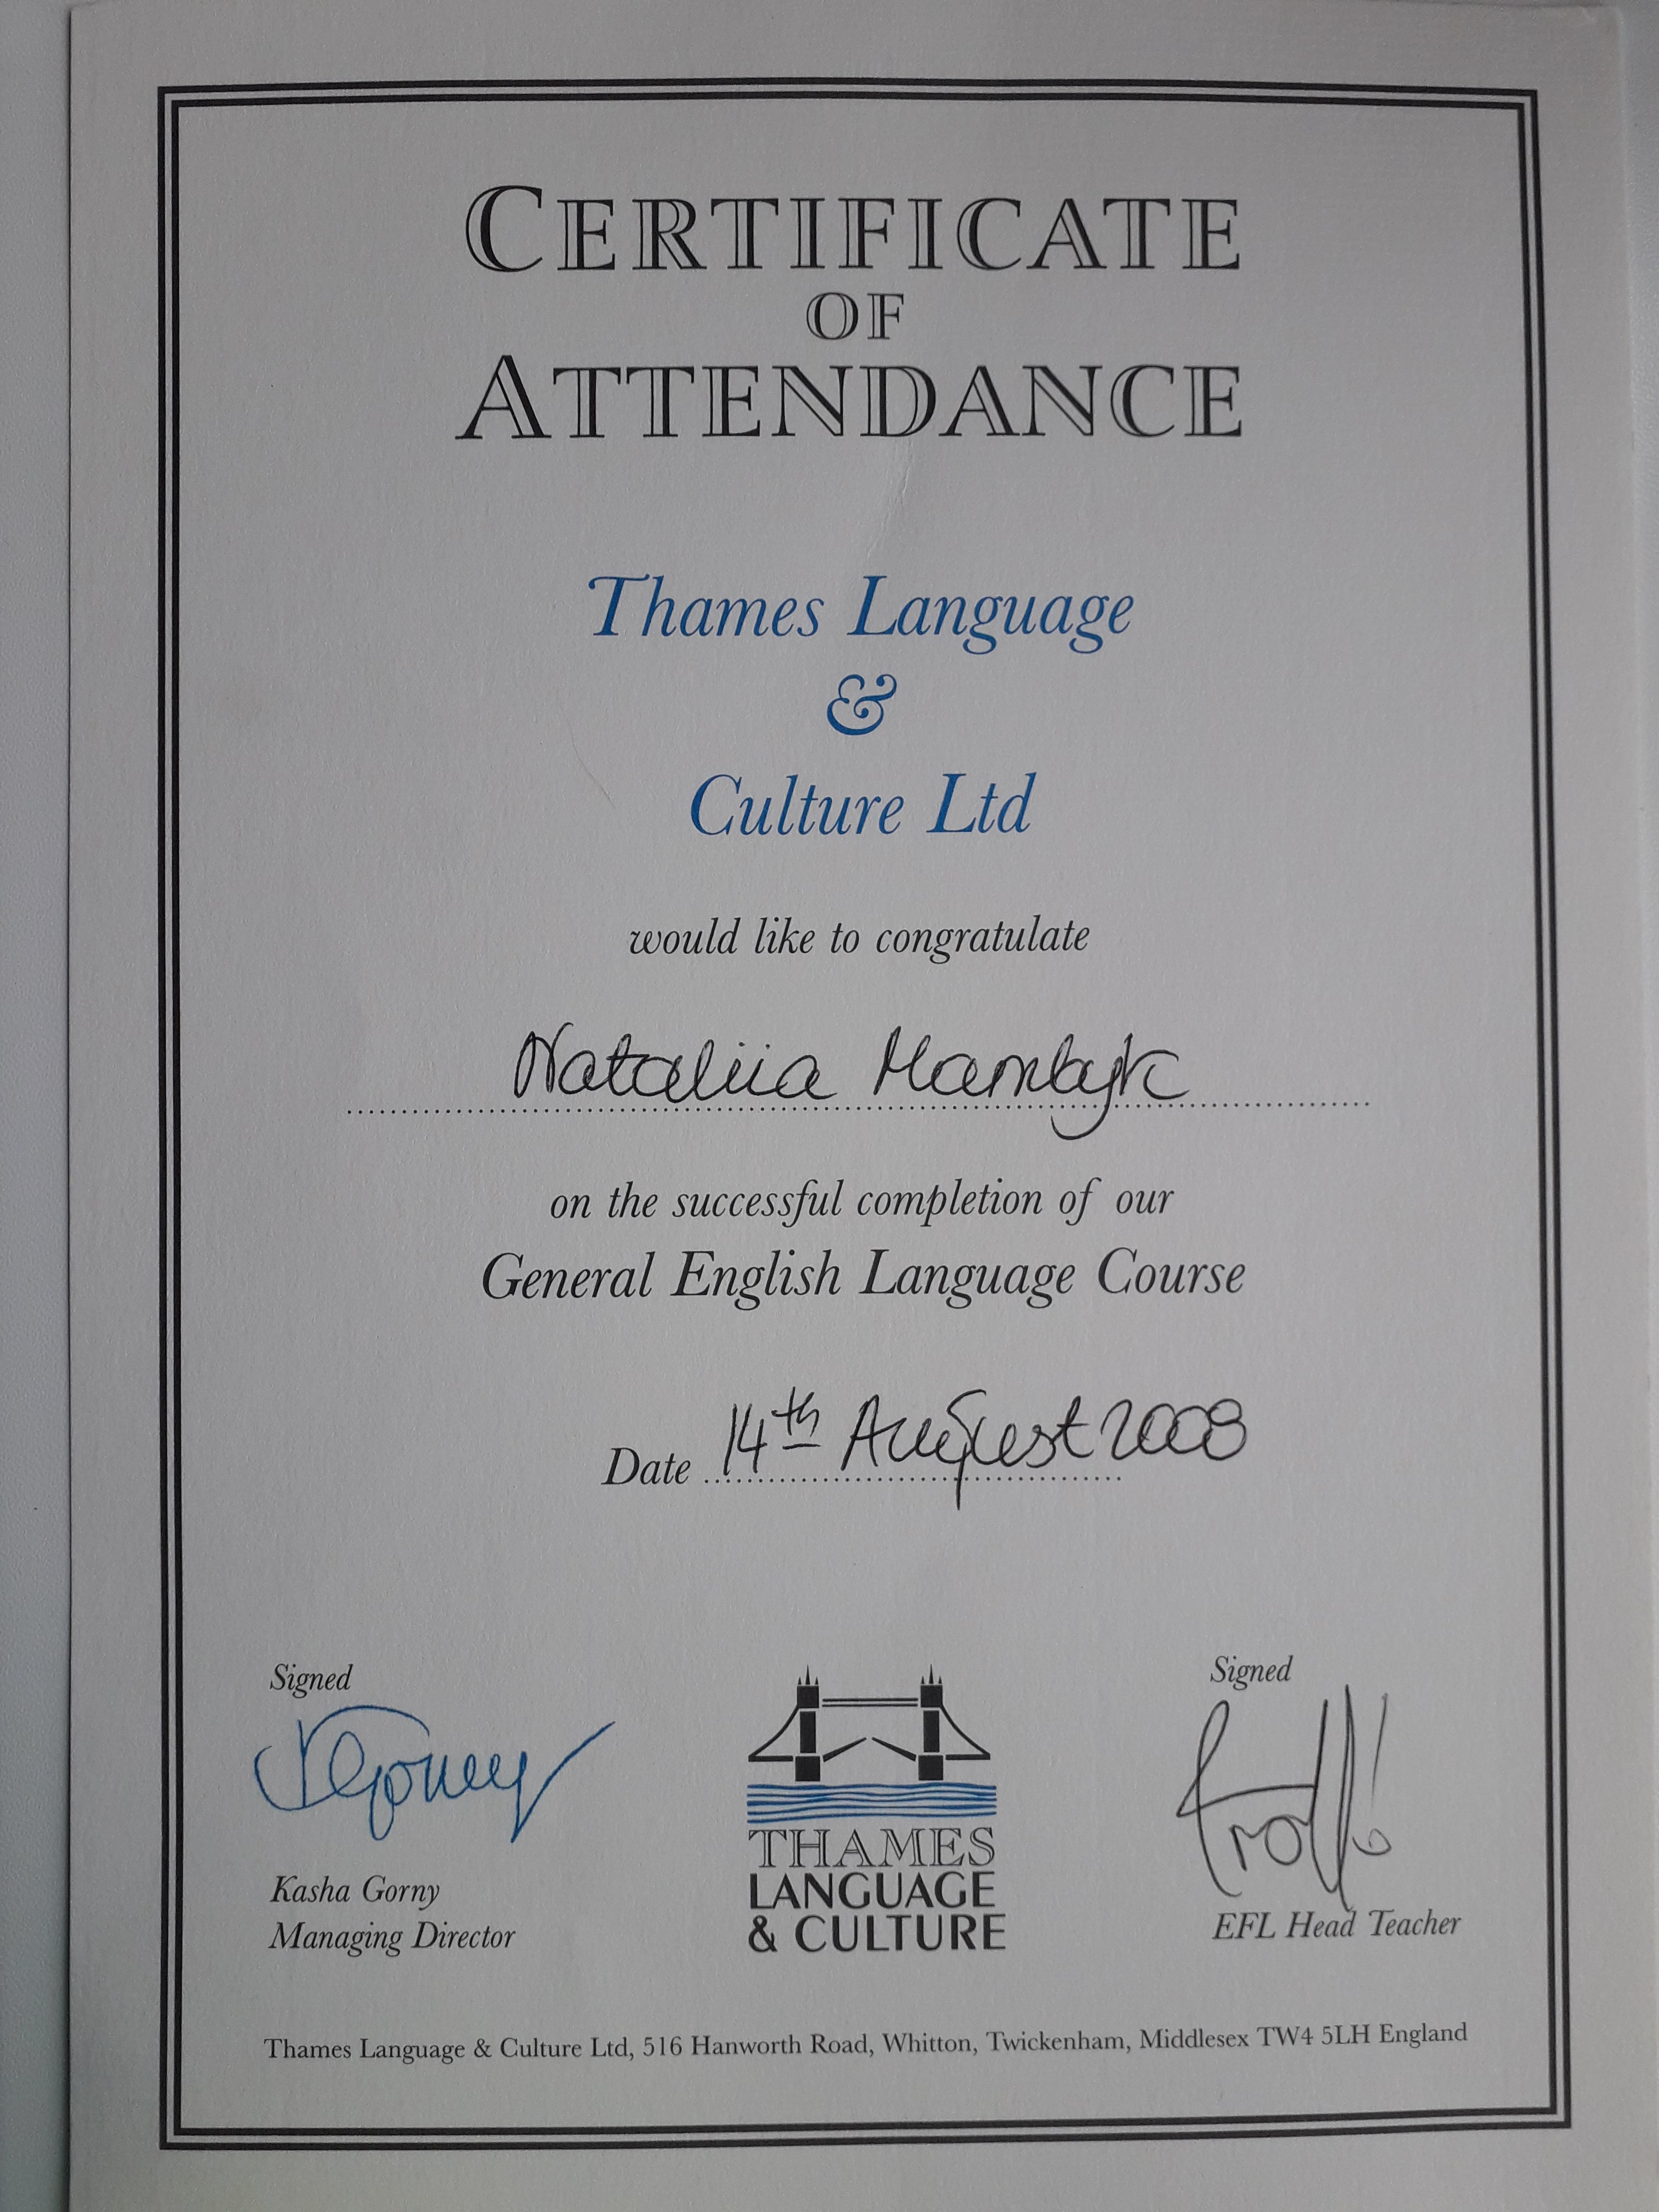 CERTIFICATE
OF
ATTENDANCE
Thames Language
&
Culture Ltd
would like to congratulate
Nataliia
on the successful completion of our
General English Language Course
Date 14th August 2008
Signed
Signed
Kasha Gorny
Managing Director
THAMES
LANGUAGE
& CULTURE
EFL Head Teacher
Thames Language & Culture Ltd, 516 Hanworth Road, Whitton, Twickenham, Middlesex TW4 5LH England